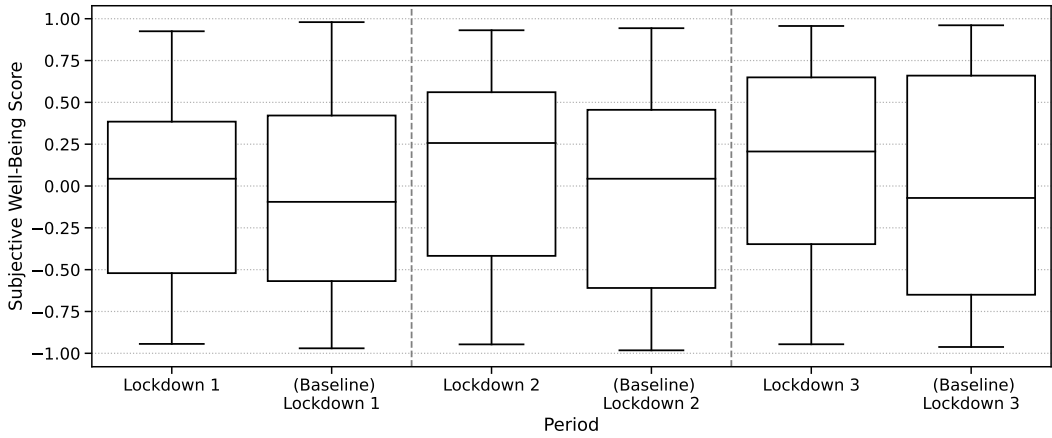 Subjective Well-Being Score
1.00
0.75
0.50
0.25
0.00
−0.25
−0.50
−0.75
−1.00
Lockdown 1
(Baseline)
Lockdown 1
Lockdown 2
(Baseline)
Lockdown 2
Lockdown 3
(Baseline)
Lockdown 3
Period